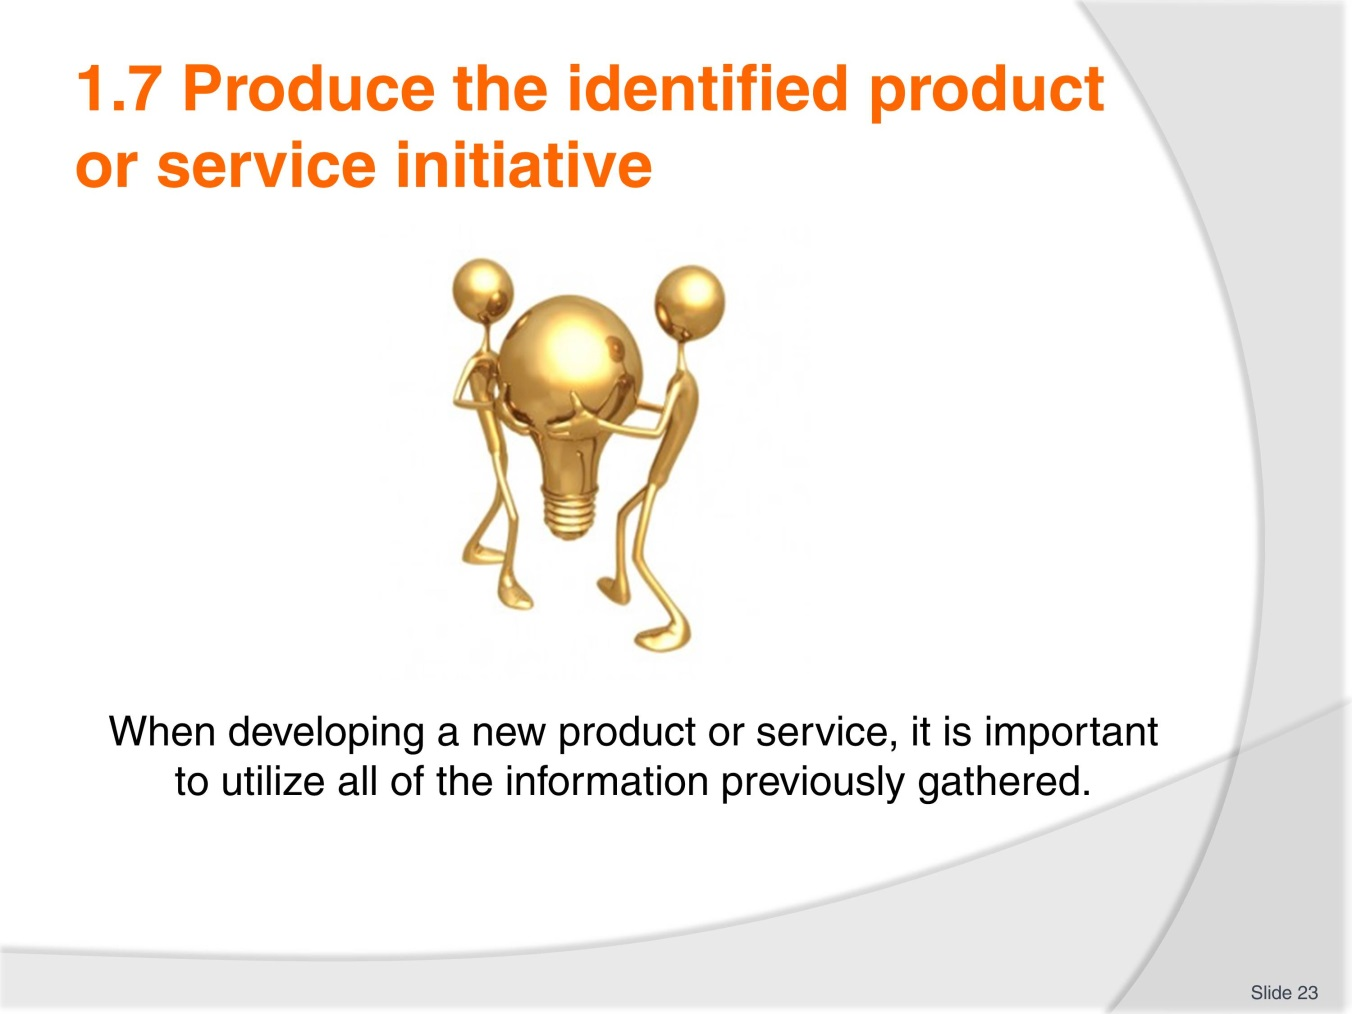 1.7 Produce the identified product
or service initiative
When developing a new product or service, it is important
to utilize all of the information previously gathered.
Slide 23